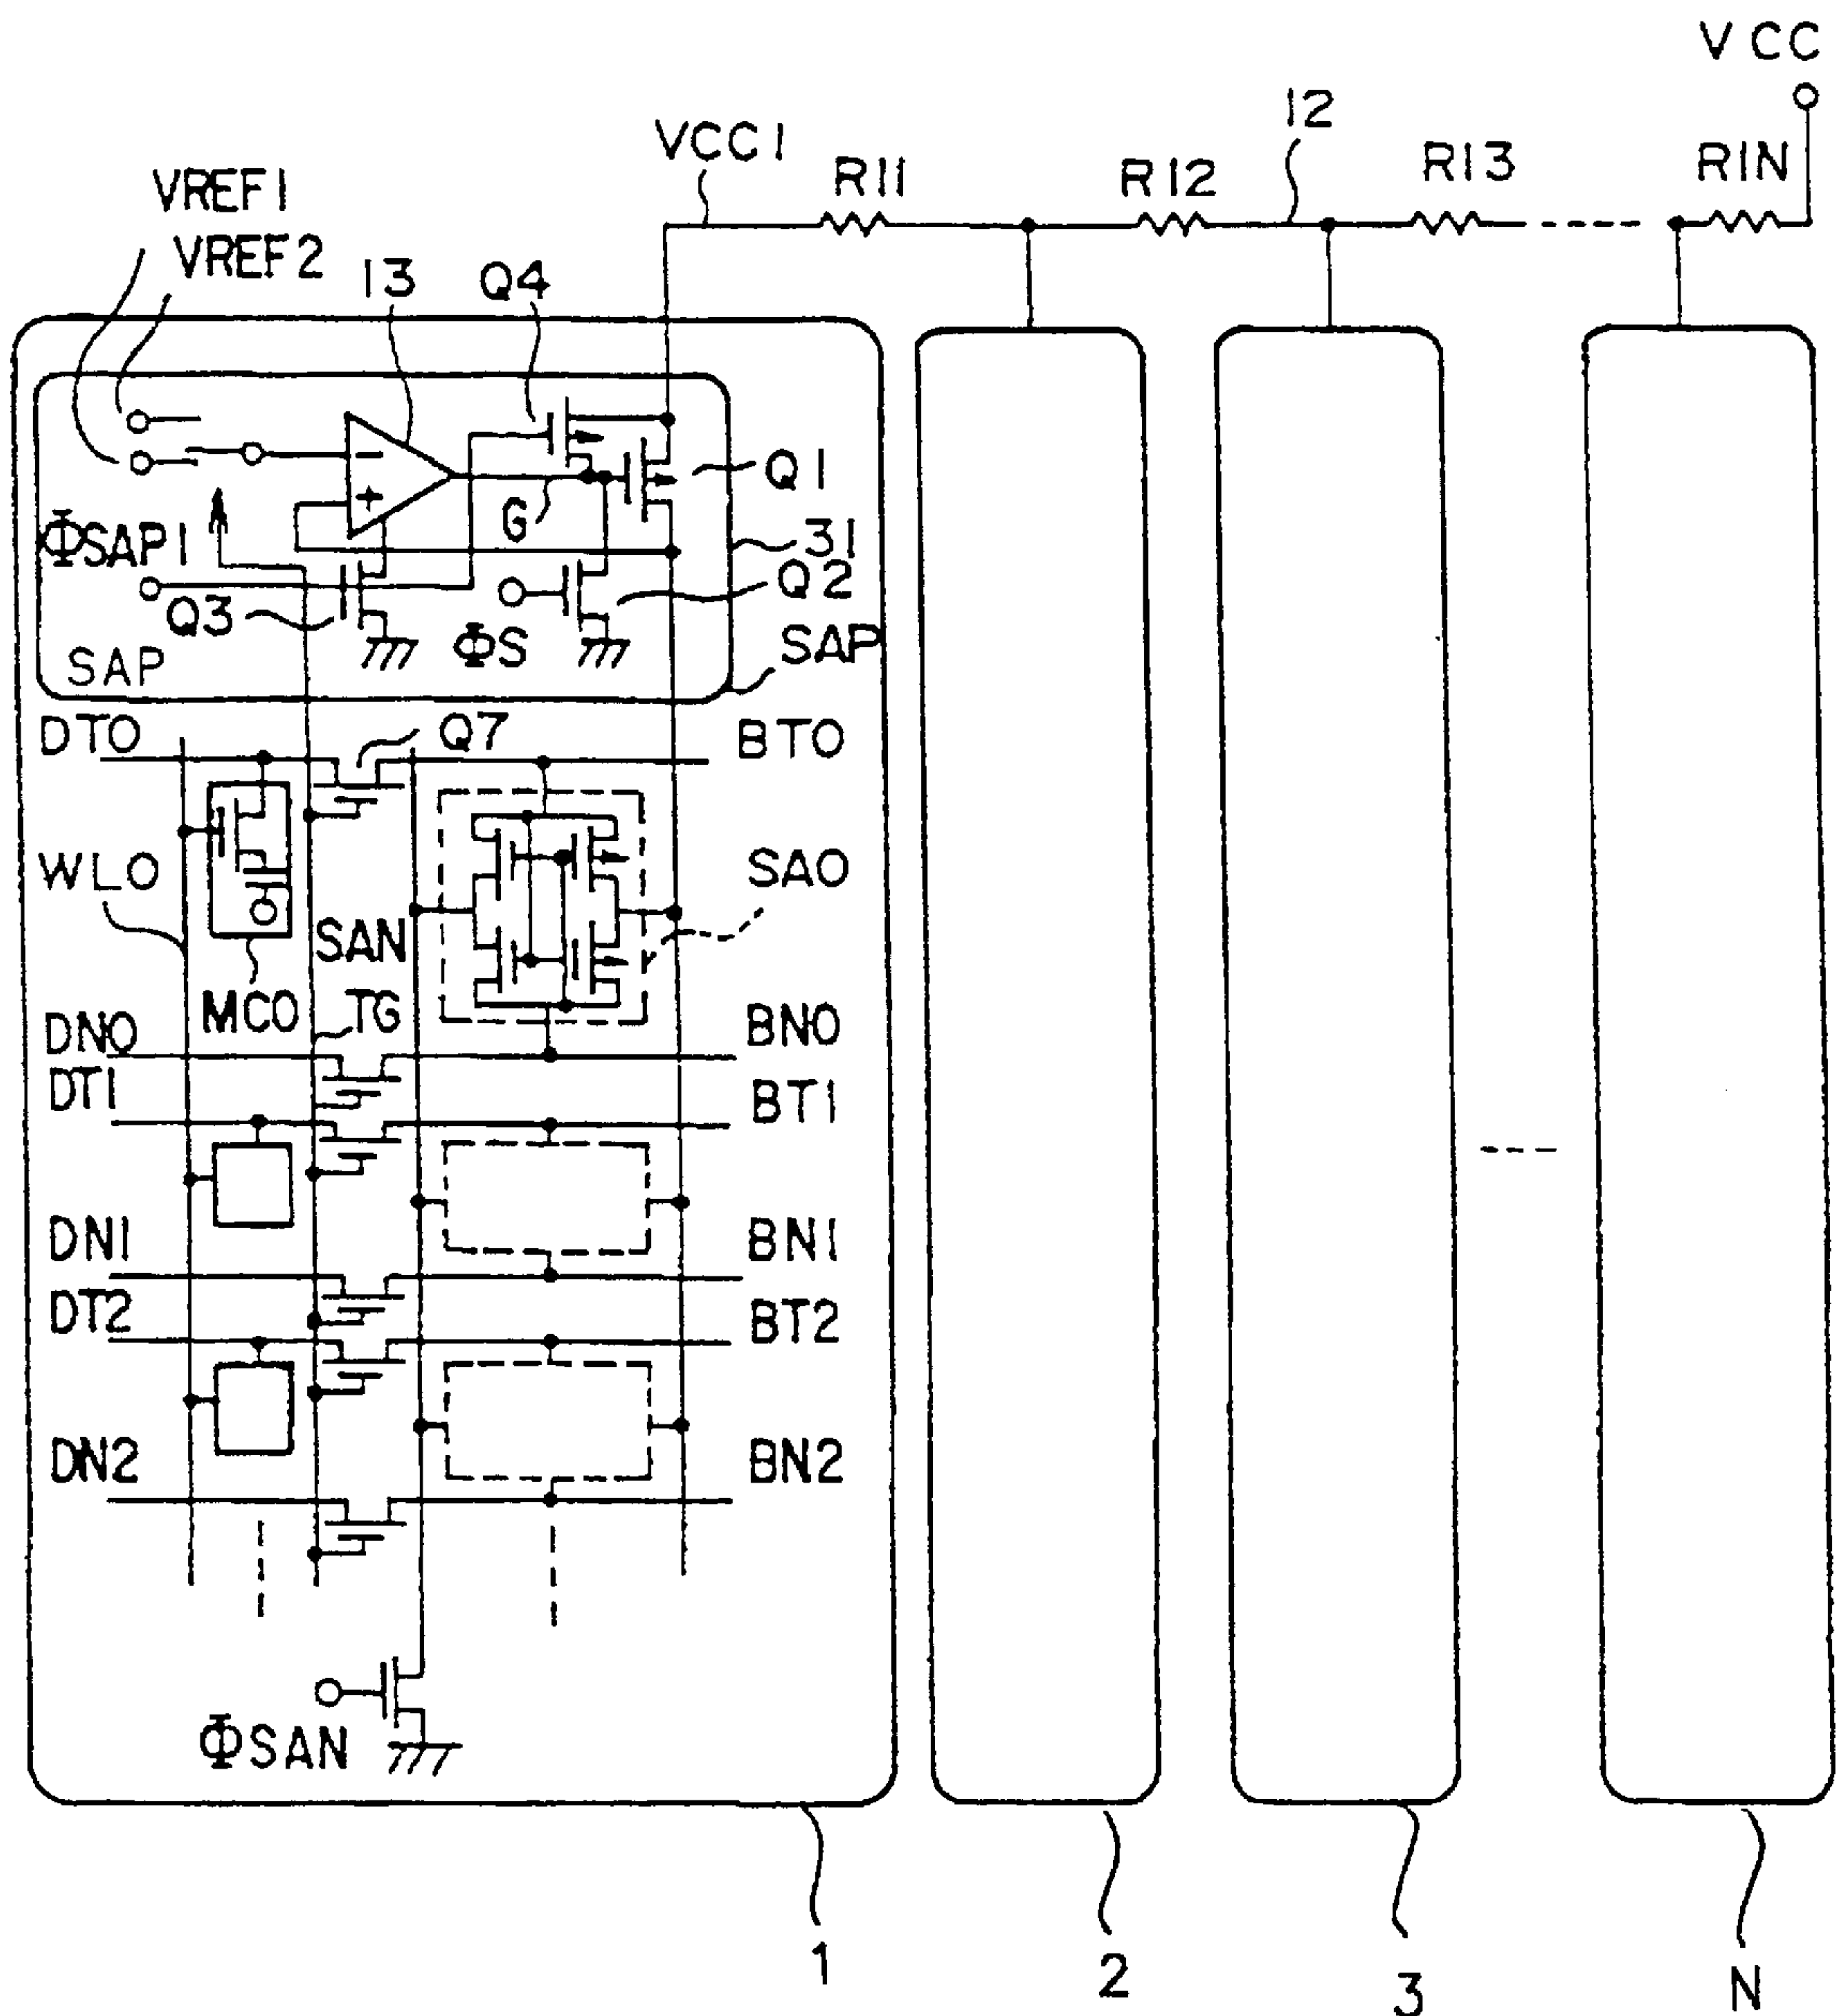 VCC
12
VCC1
R11
R12
R13
R1N
VREF1
VREF2
13
Q4
Q1
G
31
ΦSAP1
Q2
Q3
ΦS
SAP
SAP
DT0
Q7
BT0
WL0
SA0
SAN
MC0
TG
DN0
BN0
DT1
BT1
DN1
BN1
DT2
BT2
DN2
BN2
ΦSAN
1
2
3
N